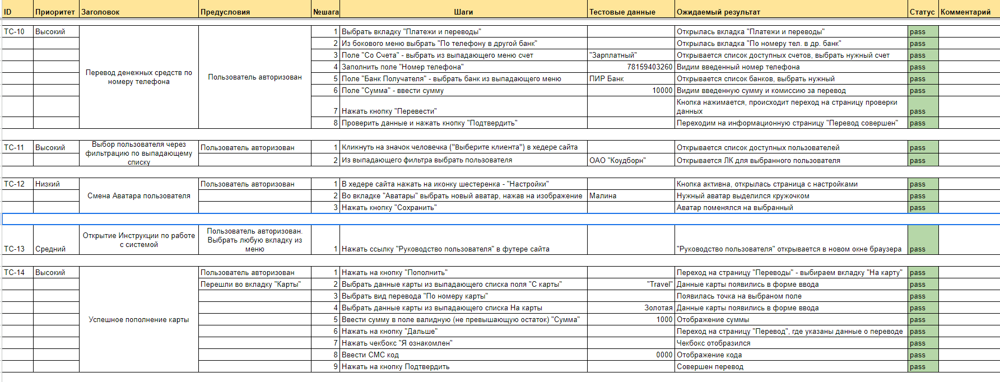 ID Приоритет Заголовок Предусловия №шага Шаги Тестовые данные Ожидаемый результат Статус Комментарий
TC-10 Высокий Перевод денежных средств по номеру телефона Пользователь авторизован 1 Выбрать вкладку "Платежи и переводы" Открылась вкладка "Платежи и переводы" pass
2 Из бокового меню выбрать "По телефону в другой банк" Открылась вкладка "По номеру тел. в др. банк" pass
3 Поле "Со Счета" - выбрать из выпадающего меню счет "Зарплатный" Открывается список доступных счетов, выбрать нужный счет pass
4 Заполнить поле "Номер телефона" 78159403260 Видим введенный номер телефона pass
5 Поле "Банк Получателя" - выбрать банк из выпадающего меню ПИР Банк Открывается список банков, выбрать нужный pass
6 Поле "Сумма" - ввести сумму 10000 Видим введенную сумму и комиссию за перевод pass
7 Нажать кнопку "Перевести" Кнопка нажимается, происходит переход на страницу проверки данных pass
8 Проверить данные и нажать кнопку "Подтвердить" Переходим на информационную страницу "Перевод совершен" pass
TC-11 Высокий Выбор пользователя через фильтрацию по выпадающему списку Пользователь авторизован 1 Кликнуть на значок человечка ("Выберите клиента") в хедере сайта Открывается список доступных пользователей pass
2 Из выпадающего фильтра выбрать пользователя ОАО "Коудборн" Открывается ЛК для выбранного пользователя pass
TC-12 Низкий Смена Аватара пользователя Пользователь авторизован 1 В хедере сайта нажать на иконку шестеренка - "Настройки" Кнопка активна, открылась страница с настройками pass
2 Во вкладке "Аватары" выбрать новый аватар, нажав на изображение Малина Нужный аватар выделился кружочком pass
3 Нажать кнопку "Сохранить" Аватар поменялся на выбранный pass
TC-13 Средний Открытие Инструкции по работе с системой Пользователь авторизован. Выбрать любую вкладку из меню 1 Нажать ссылку "Руководство пользователя" в футере сайта "Руководство пользователя" открывается в новом окне браузера pass
TC-14 Высокий Успешное пополнение карты Пользователь авторизован 1 Нажать на кнопку "Пополнить" Переход на страницу "Переводы" - выбираем вкладку "На карту" pass
Перешли во вкладку "Карты" 2 Выбрать данные карты из выпадающего списка поля "С карты" "Travel" Данные карты появились в форме ввода pass
3 Выбрать вид перевода "По номеру карты" Появилась точка на выбраном поле pass
4 Выбрать данные карты из выпадающего списка На карты Золотая Данные карты появились в форме ввода pass
5 Ввести сумму в поле валидную (не превышающую остаток) "Сумма" 1000 Отображение суммы pass
6 Нажать на кнопку "Дальше" Переход на страницу "Перевод", где указаны данные о переводе pass
7 Нажать чекбокс "Я ознакомлен" Чекбокс отобразился pass
8 Ввести СМС код 0000 Отображение кода pass
9 Нажать на кнопку Подтвердить Совершен перевод pass